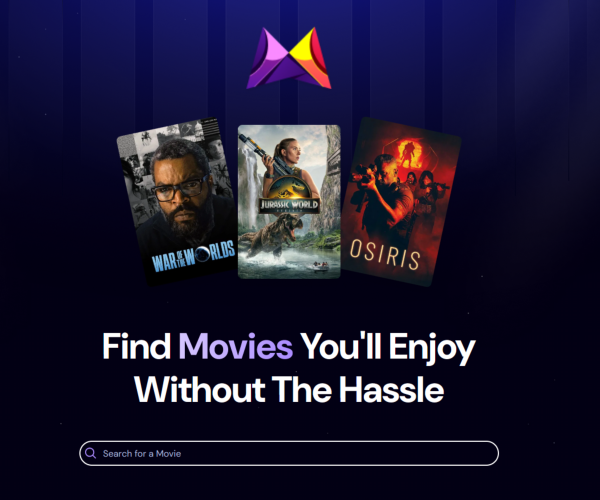 WAR OF THE WORLDS
JURASSIC WORLD
OSIRIS
Find Movies You'll Enjoy
Without The Hassle
Search for a Movie